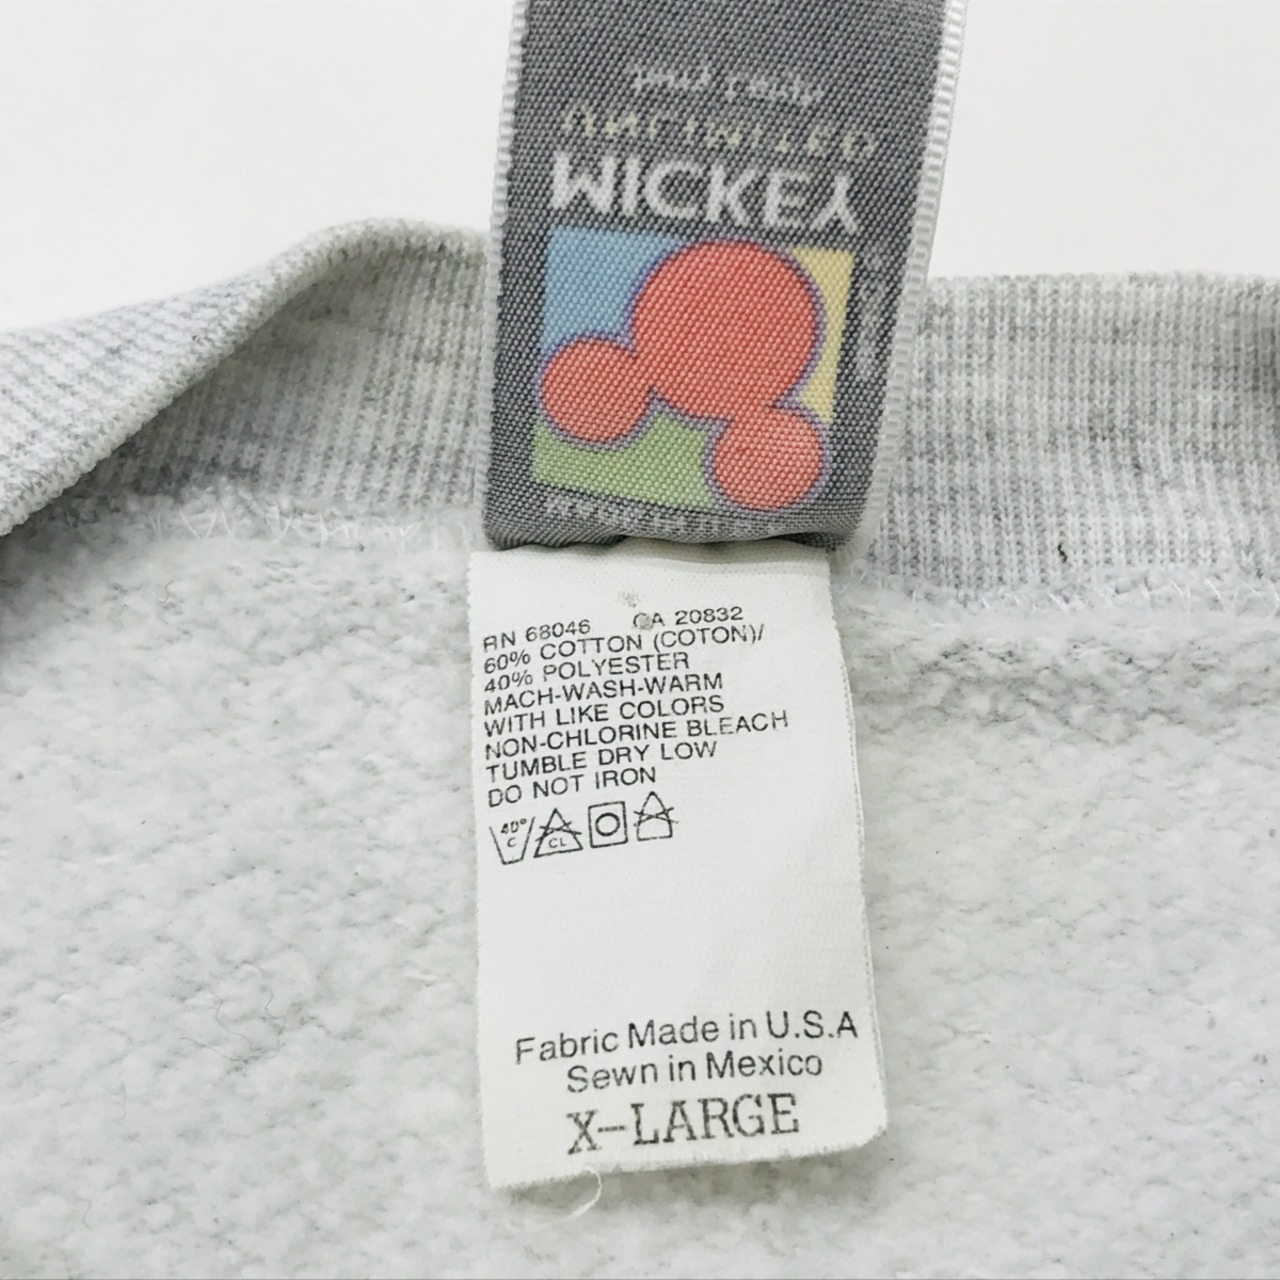 UNLIMITED
MICKEY
RN 68046 CA 20832
60% COTTON (COTON)/
40% POLYESTER
MACH-WASH-WARM
WITH LIKE COLORS
NON-CHLORINE BLEACH
TUMBLE DRY LOW
DO NOT IRON
40° C CL
Fabric Made in U.S.A
Sewn in Mexico
X-LARGE